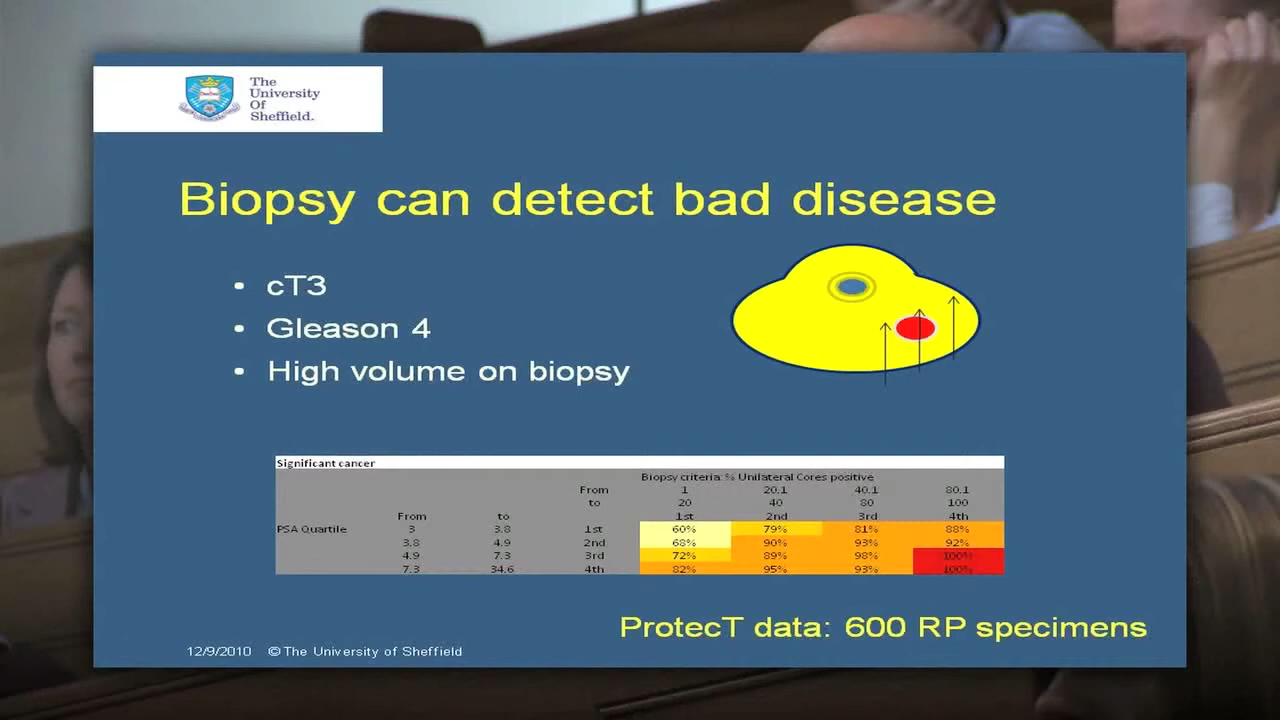 The
University
Of
Sheffield.
Biopsy can detect bad disease
• cT3
• Gleason 4
• High volume on biopsy
Significant cancer
Biopsy criteria: % Unilateral Cores positive
From 1 20.1 40.1 80.1
to 20 40 80 100
From to 1st 2nd 3rd 4th
PSA Quartile 3 3.8 1st 60% 79% 81% 88%
3.8 4.9 2nd 68% 90% 93% 92%
4.9 7.3 3rd 72% 89% 98% 100%
7.3 34.6 4th 82% 95% 93% 100%
ProtecT data: 600 RP specimens
12/9/2010 © The University of Sheffield